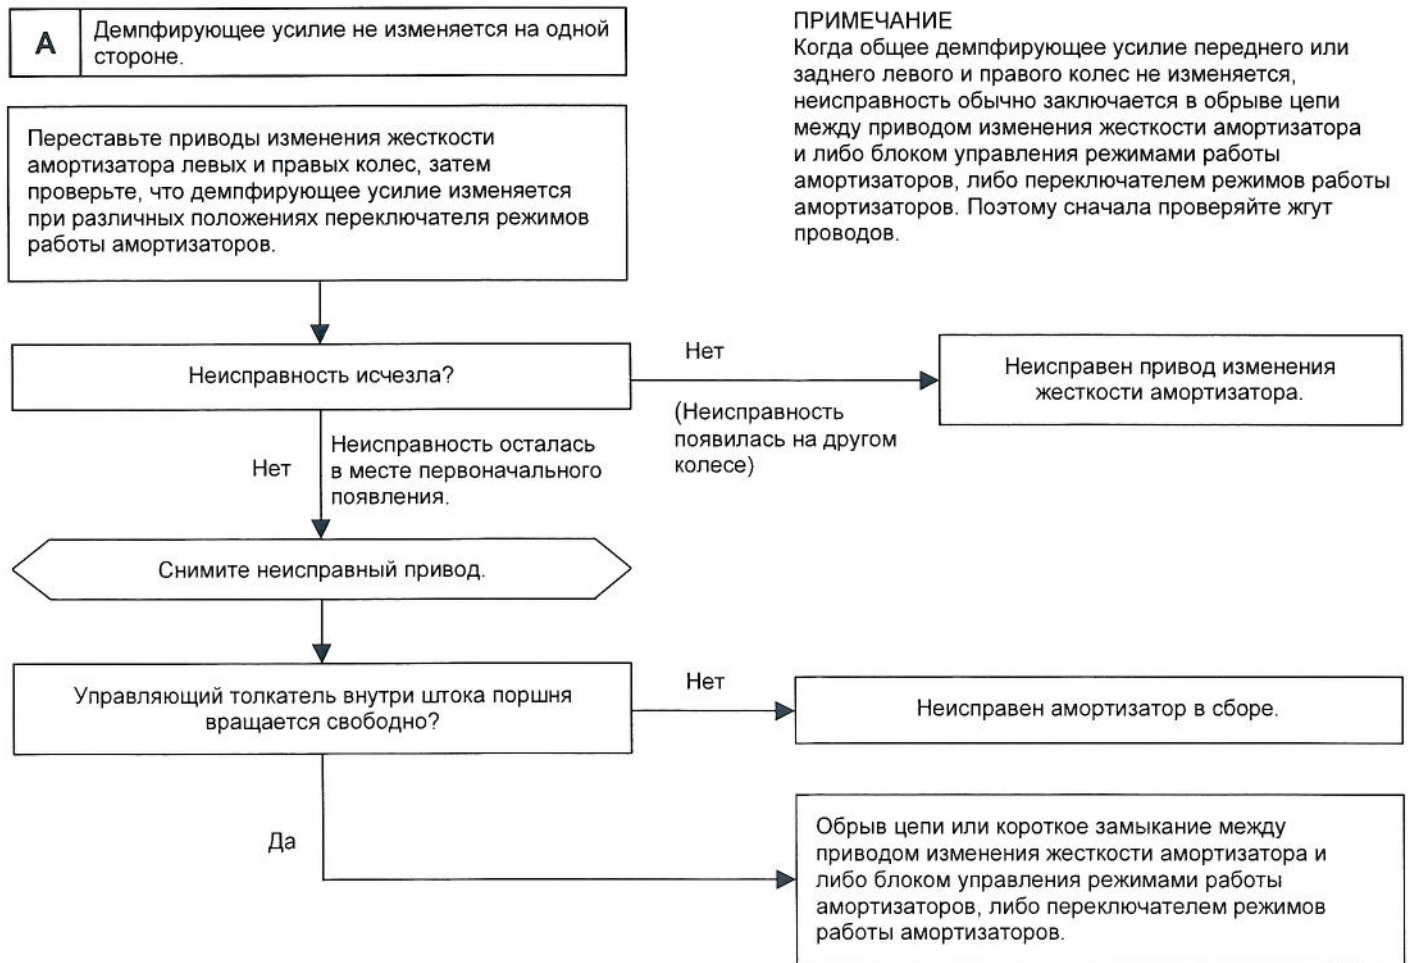 А
Демпфирующее усилие не изменяется на одной
стороне.
ПРИМЕЧАНИЕ
Когда общее демпфирующее усилие переднего или
заднего левого и правого колес не изменяется,
неисправность обычно заключается в обрыве цепи
между приводом изменения жесткости амортизатора
и либо блоком управления режимами работы
амортизаторов, либо переключателем режимов работы
амортизаторов. Поэтому сначала проверяйте жгут
проводов.
Переставьте приводы изменения жесткости
амортизатора левых и правых колес, затем
проверьте, что демпфирующее усилие изменяется
при различных положениях переключателя режимов
работы амортизаторов.
Неисправность исчезла?
Нет
(Неисправность
появилась на другом
колесе)
Неисправен привод изменения
жесткости амортизатора.
Нет
Неисправность осталась
в месте первоначального
появления.
Снимите неисправный привод.
Управляющий толкатель внутри штока поршня
вращается свободно?
Нет
Неисправен амортизатор в сборе.
Да
Обрыв цепи или короткое замыкание между
приводом изменения жесткости амортизатора и
либо блоком управления режимами работы
амортизаторов, либо переключателем режимов
работы амортизаторов.